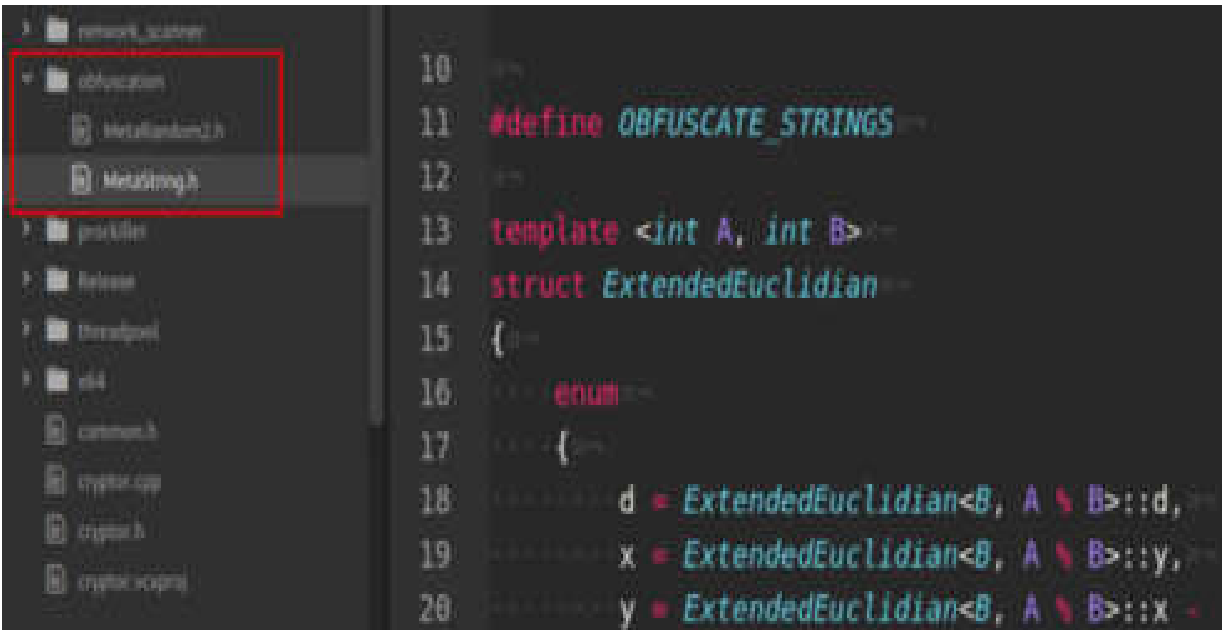 network_scanner
obfuscation
MetaRandom2.h
MetaString.h
prockiller
Release
threadpool
x64
common.h
cryptor.cpp
cryptor.h
cryptor.vcxproj
10
11 #define OBFUSCATE_STRINGS
12
13 template <int A, int B>
14 struct ExtendedEuclidian
15 {
16 enum
17 {
18 d = ExtendedEuclidian<B, A % B>::d,
19 x = ExtendedEuclidian<B, A % B>::y,
20 y = ExtendedEuclidian<B, A % B>::x -